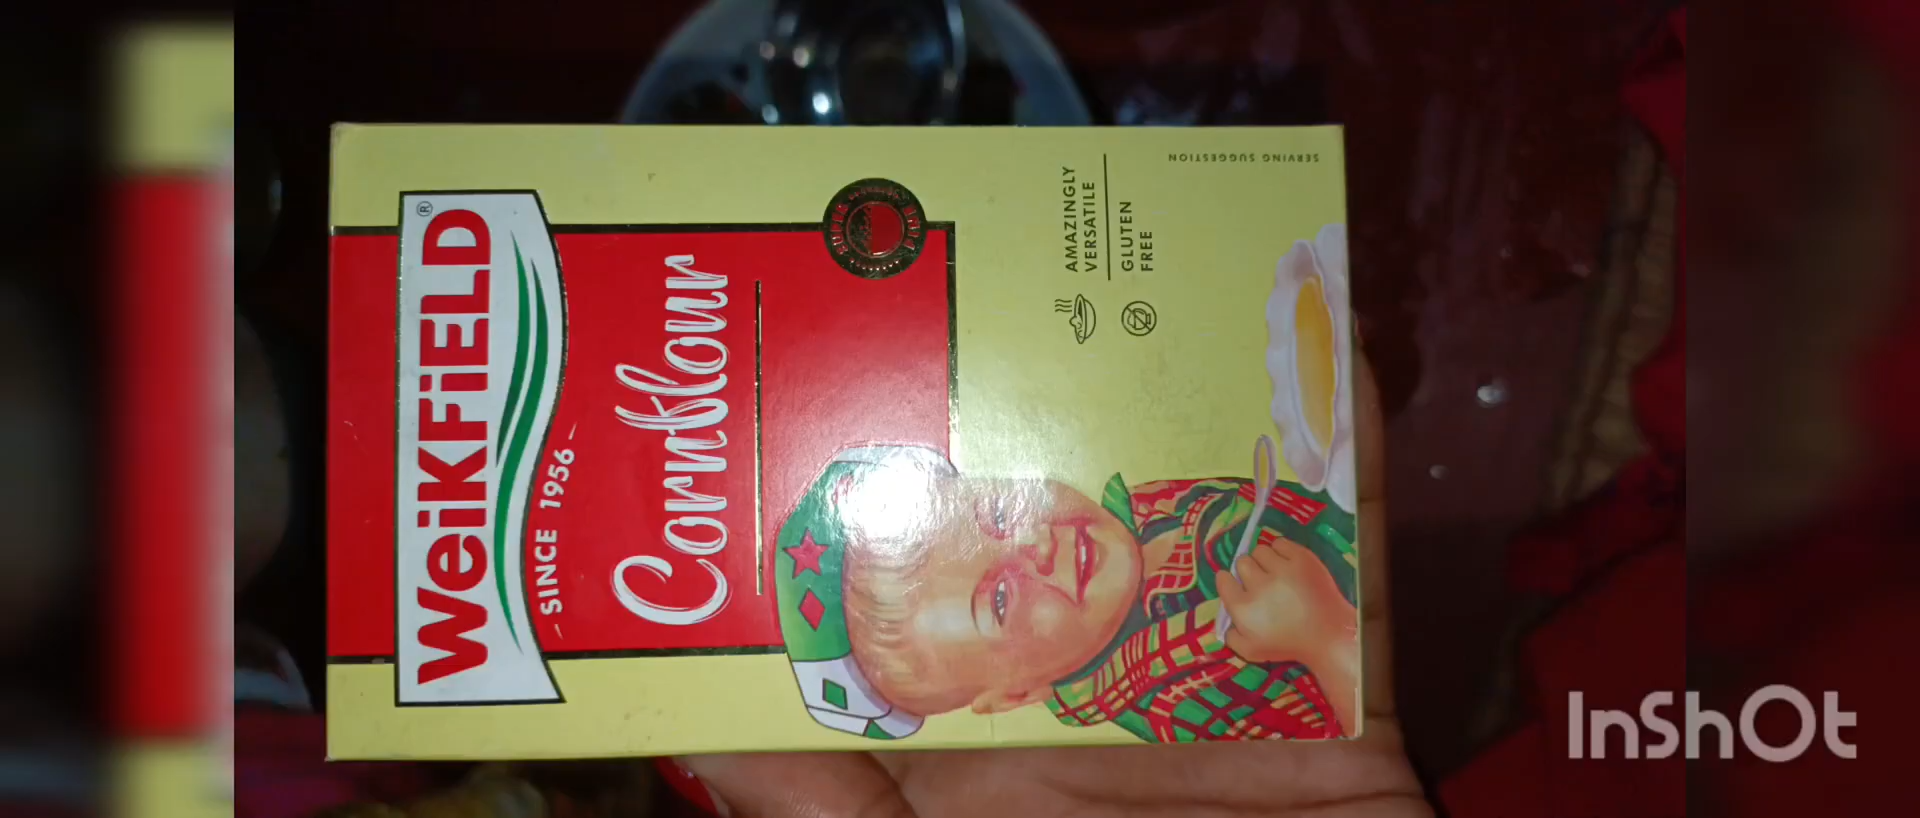 WeiKFiELD®
– SINCE 1956 –
Cornflour
AMAZINGLY
VERSATILE
GLUTEN
FREE
SERVING SUGGESTION
InShOt